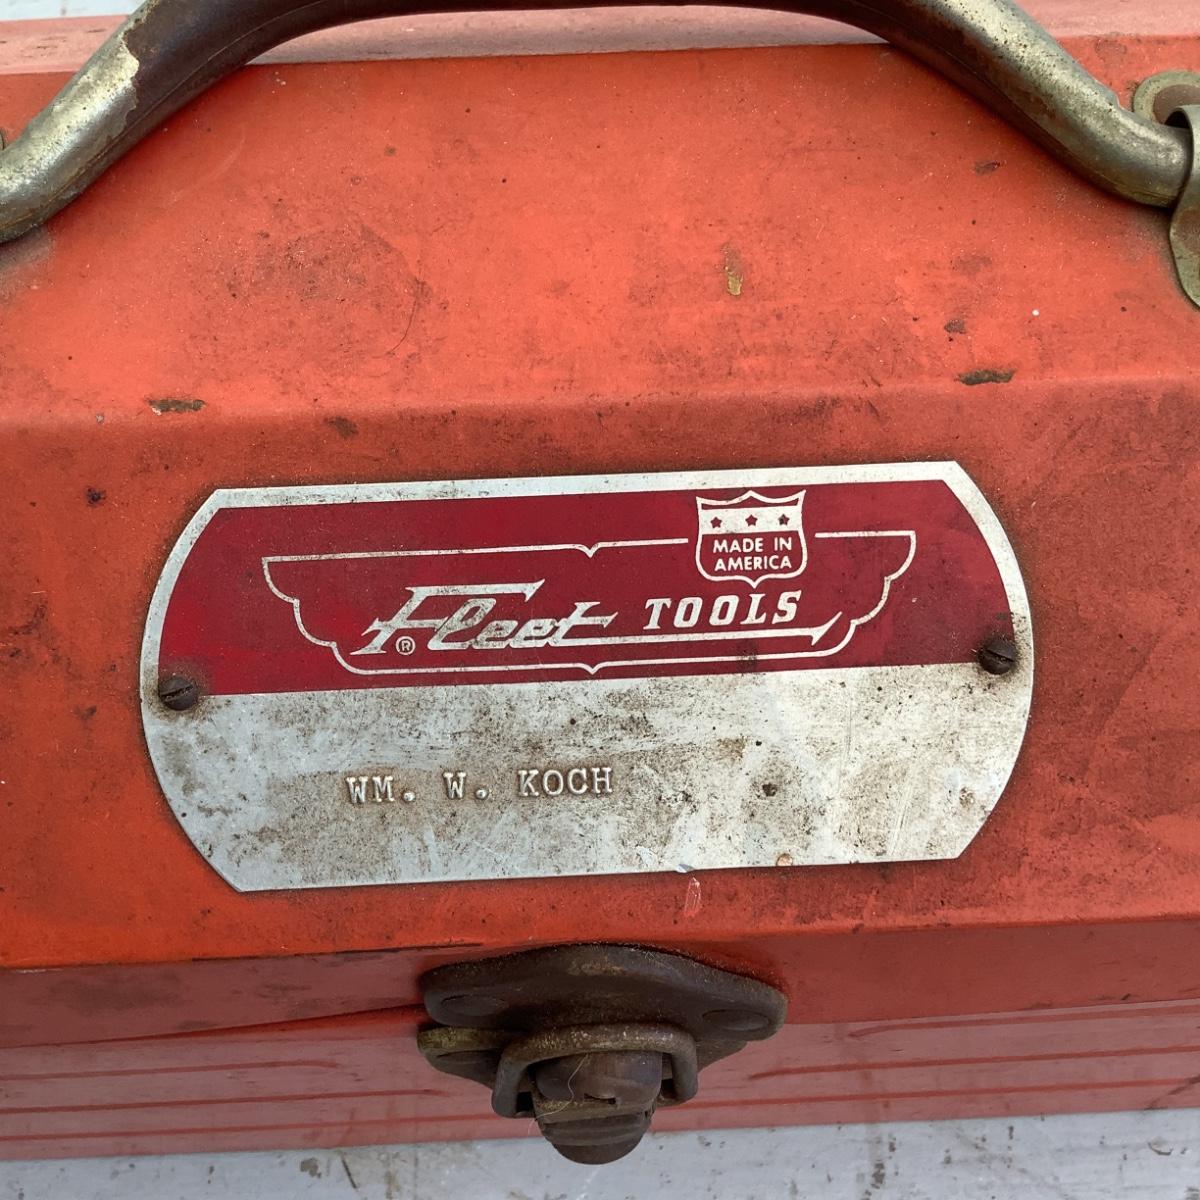 MADE IN
AMERICA
Fleet TOOLS
®
WM. W. KOCH